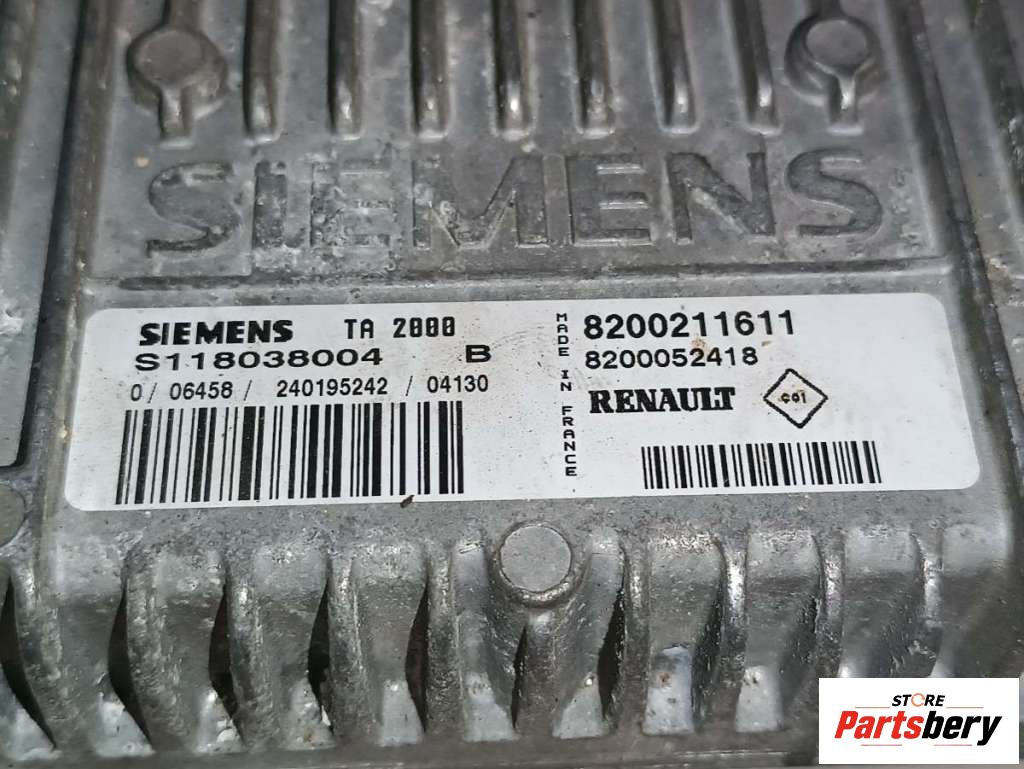 SIEMENS
SIEMENS TA 2000
S118038004 B
0/ 06458/ 240195242 / 04130
MADE IN FRANCE
8200211611
8200052418
RENAULT
STORE
Partsbery